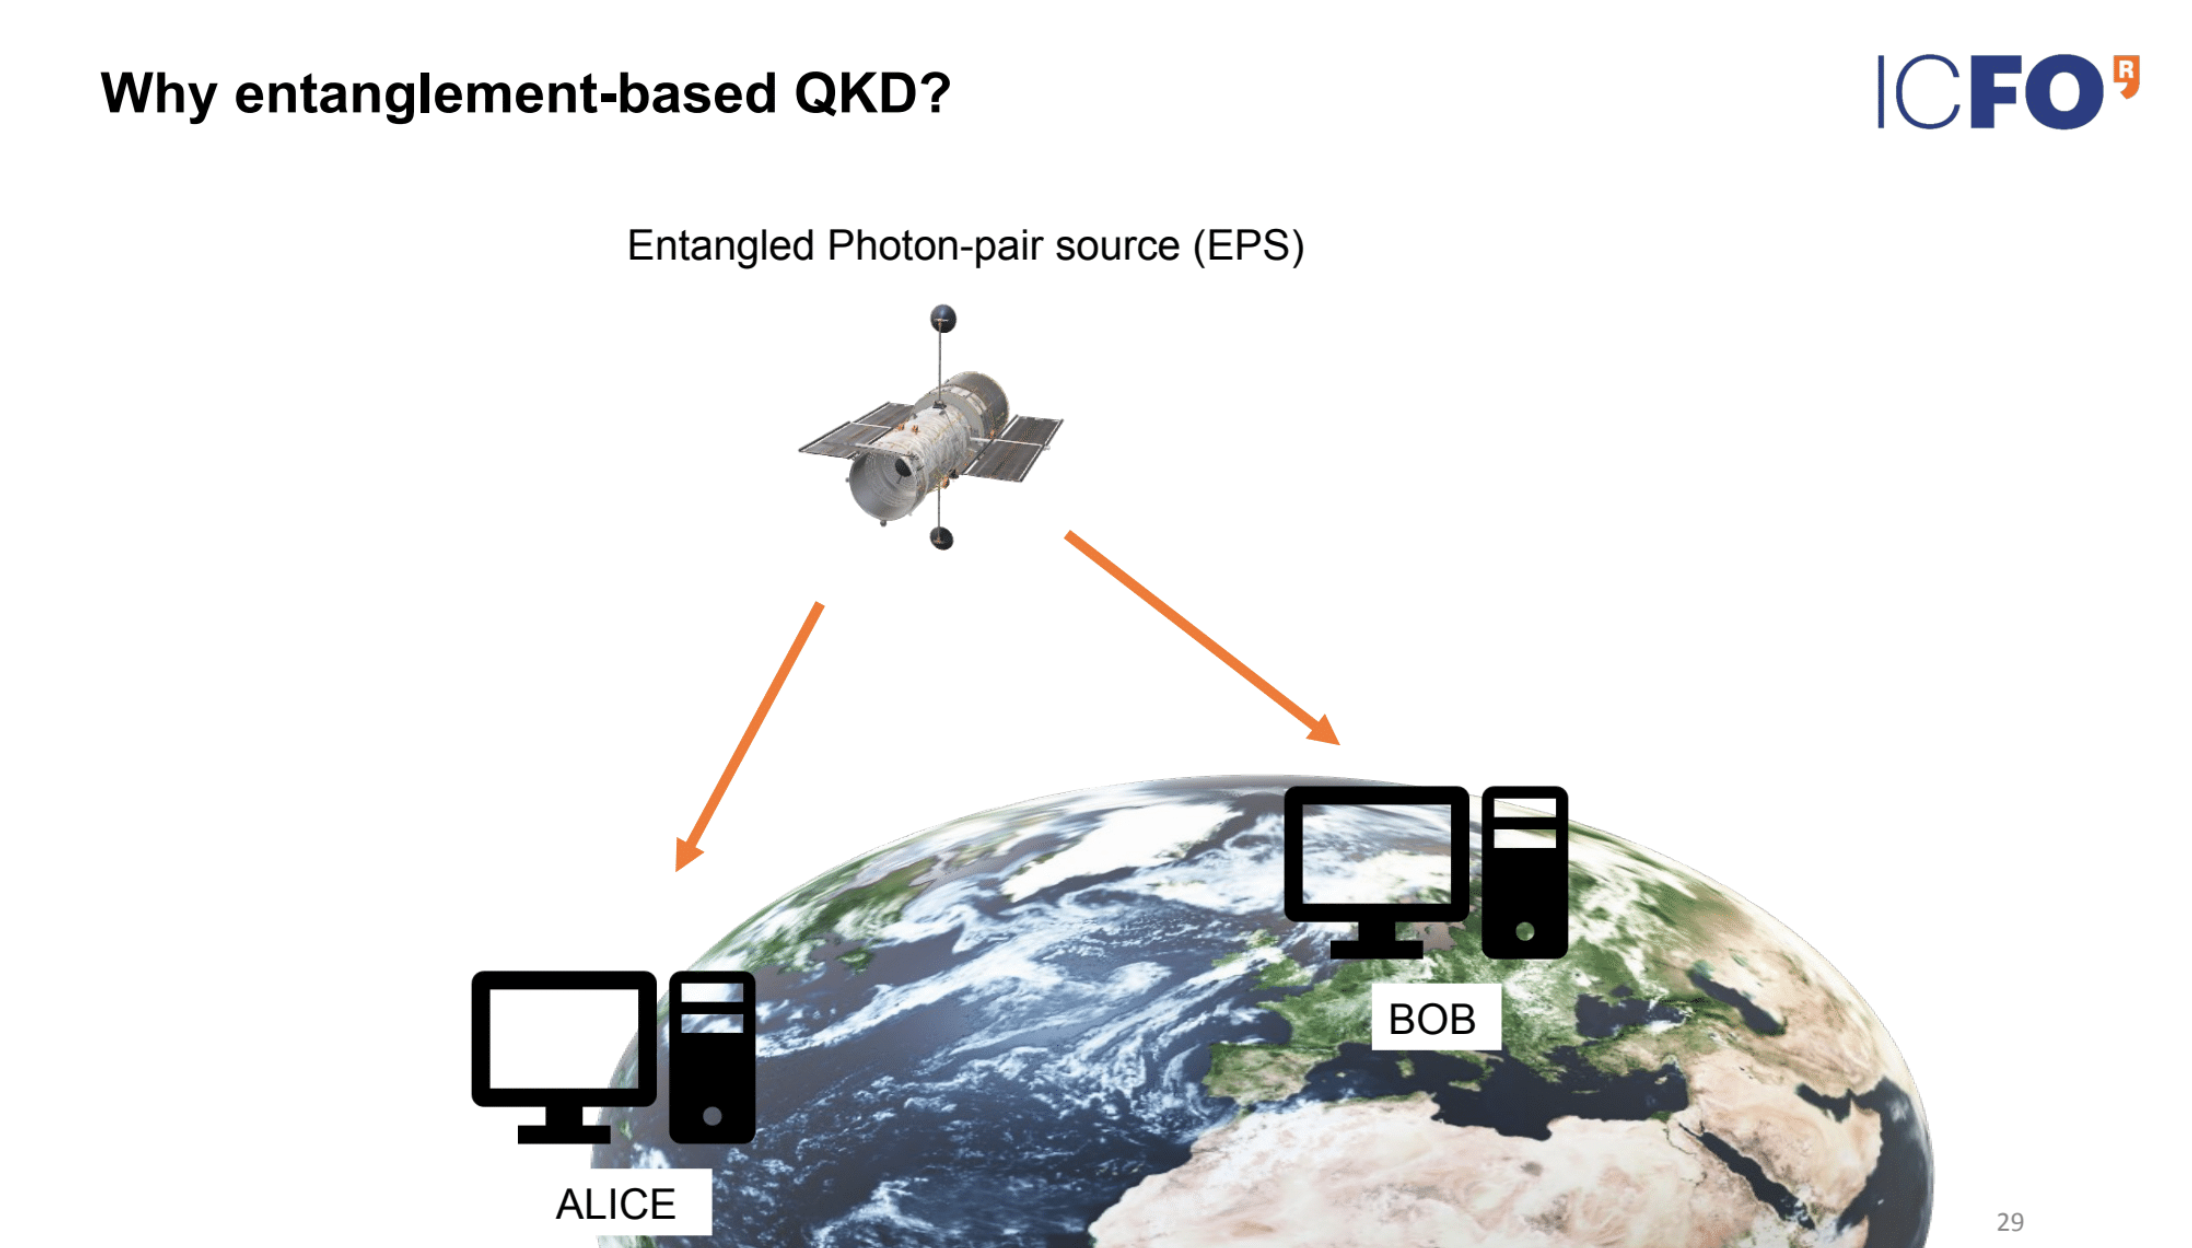 Why entanglement-based QKD?
ICFO R
Entangled Photon-pair source (EPS)
BOB
ALICE
29